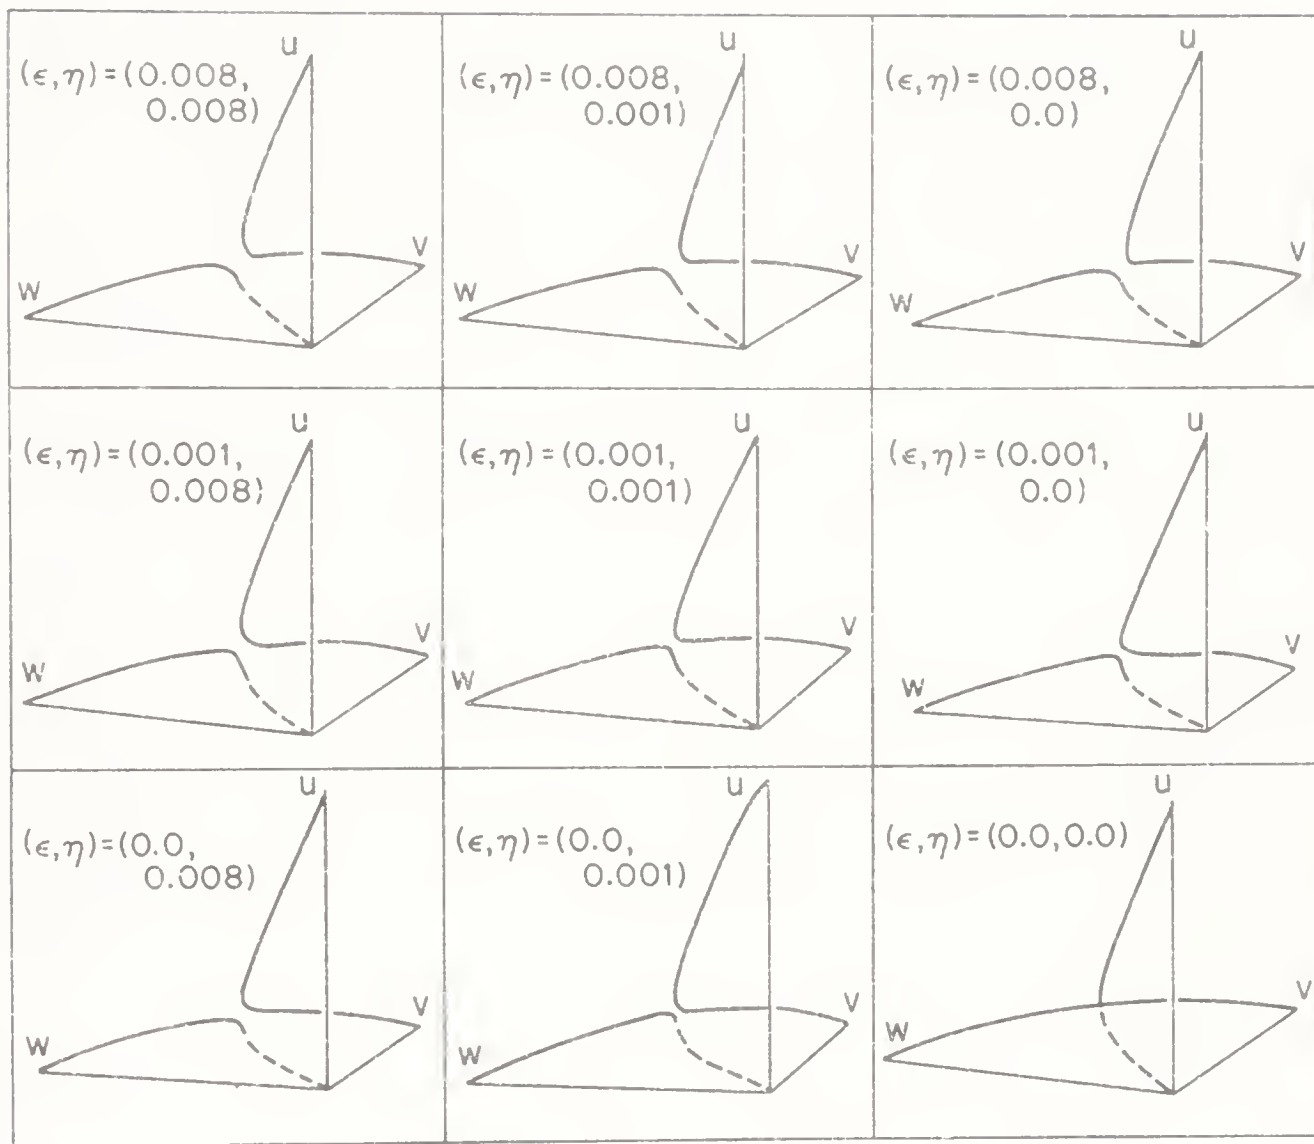 u
(ϵ,η)=(0.008,
0.008)
v
w
u
(ϵ,η)=(0.008,
0.001)
v
w
u
(ϵ,η)=(0.008,
0.0)
v
w
u
(ϵ,η)=(0.001,
0.008)
v
w
u
(ϵ,η)=(0.001,
0.001)
v
w
u
(ϵ,η)=(0.001,
0.0)
v
w
u
(ϵ,η)=(0.0,
0.008)
v
w
u
(ϵ,η)=(0.0,
0.001)
v
w
u
(ϵ,η)=(0.0,0.0)
v
w